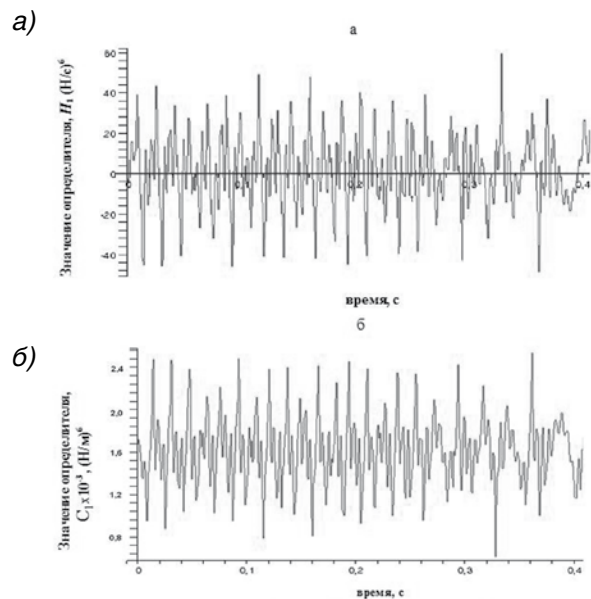 а)
а
Значение определителя, H₁ (Н/с)⁶
60
40
20
0
-20
-40
0 0,1 0,2 0,3 0,4
время, с
б
б)
Значение определителя,
C₁x10⁻³, (Н/м)⁶
2,4
2,0
1,6
1,2
0,8
0 0,1 0,2 0,3 0,4
время, с